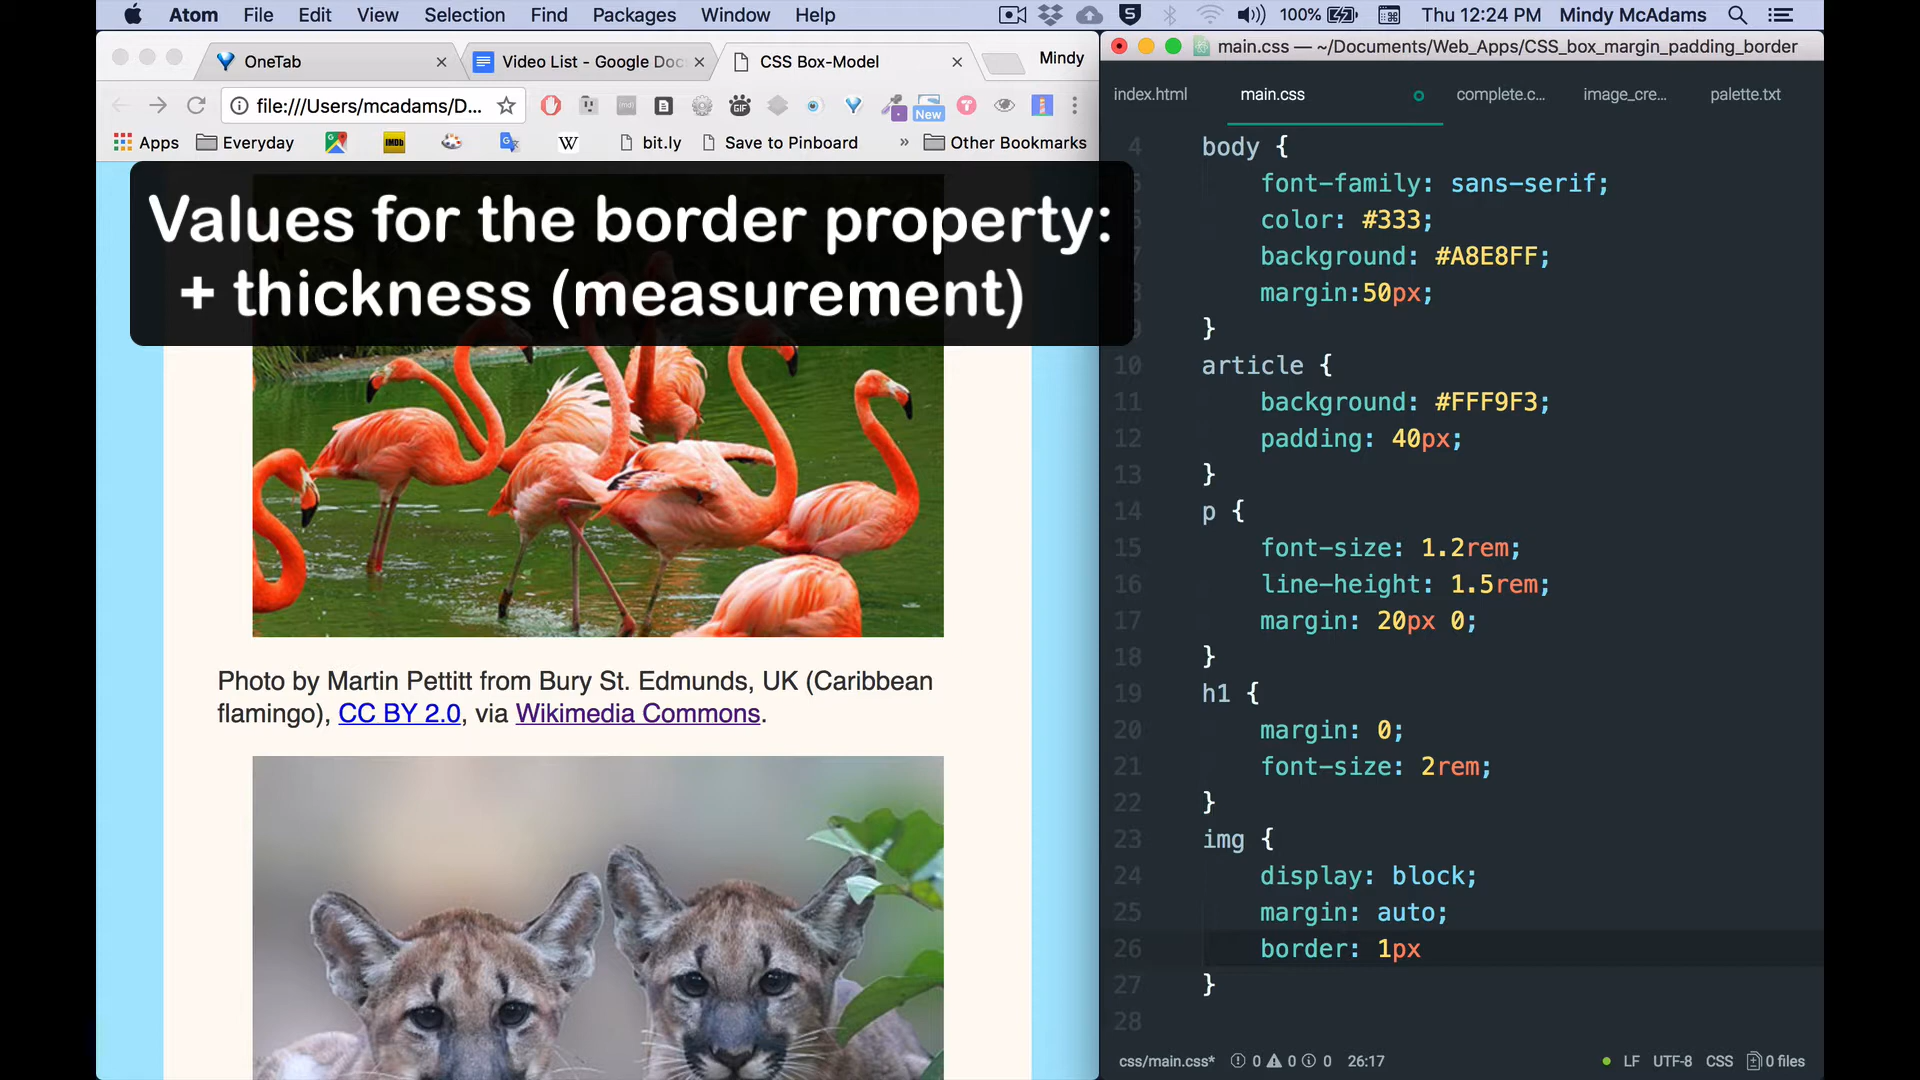 Atom File Edit View Selection Find Packages Window Help 100% Thu 12:24 PM Mindy McAdams
OneTab Video List - Google Doc CSS Box-Model Mindy
file:///Users/mcadams/D... New
Apps Everyday IMDb W bit.ly Save to Pinboard » Other Bookmarks
Values for the border property:
+ thickness (measurement)
Photo by Martin Pettitt from Bury St. Edmunds, UK (Caribbean
flamingo), CC BY 2.0, via Wikimedia Commons.
main.css — ~/Documents/Web_Apps/CSS_box_margin_padding_border
index.html main.css complete.c... image_cre... palette.txt
4 body {
font-family: sans-serif;
color: #333;
background: #A8E8FF;
margin:50px;
}
10 article {
11 background: #FFF9F3;
12 padding: 40px;
13 }
14 p {
15 font-size: 1.2rem;
16 line-height: 1.5rem;
17 margin: 20px 0;
18 }
19 h1 {
20 margin: 0;
21 font-size: 2rem;
22 }
23 img {
24 display: block;
25 margin: auto;
26 border: 1px
27 }
28
css/main.css* 0 0 0 26:17 LF UTF-8 CSS 0 files